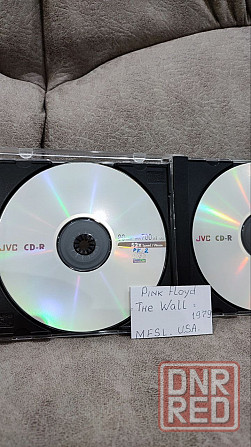 JVC CD-R
JVC CD-R
Pink Floyd
The Wall.
1979
MFSL. USA.
DNR
RED